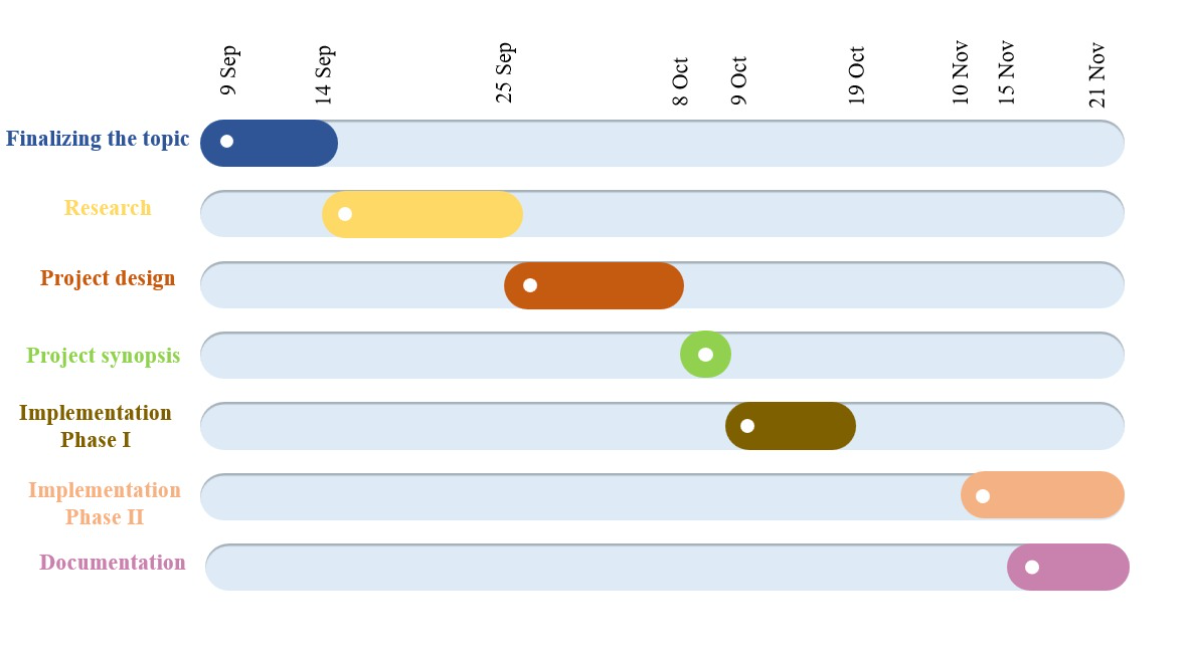 9 Sep
14 Sep
25 Sep
8 Oct
9 Oct
19 Oct
10 Nov
15 Nov
21 Nov
Finalizing the topic
Research
Project design
Project synopsis
Implementation
Phase I
Implementation
Phase II
Documentation